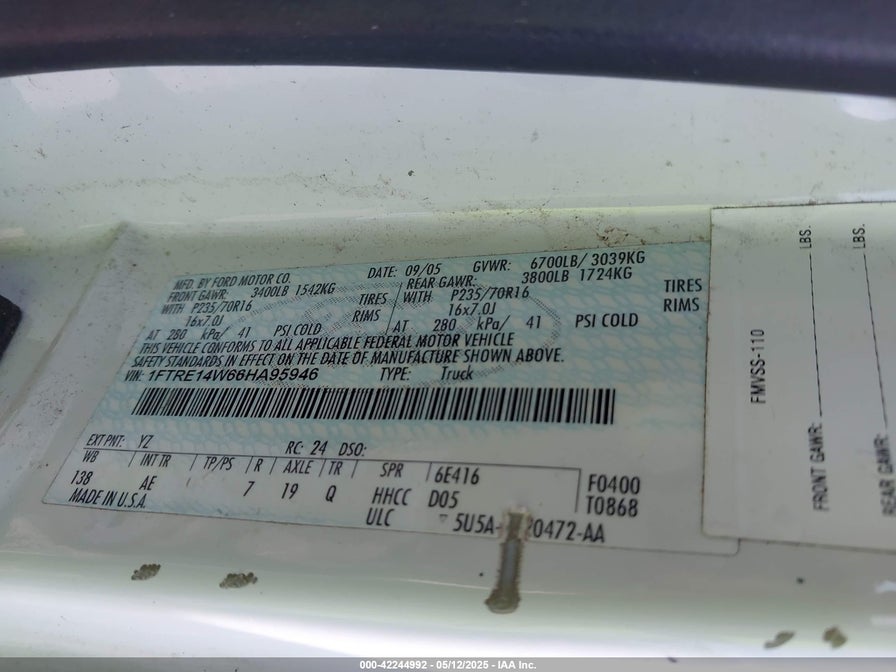 MFD. BY FORD MOTOR CO.
DATE: 09/05 GVWR: 6700LB/ 3039KG
FRONT GAWR: 3400LB 1542KG
REAR GAWR: 3800LB 1724KG
WITH P235/70R16 TIRES
WITH P235/70R16 TIRES
16x7.0J RIMS
16x7.0J RIMS
AT 280 kPa/ 41 PSI COLD
AT 280 kPa/ 41 PSI COLD
THIS VEHICLE CONFORMS TO ALL APPLICABLE FEDERAL MOTOR VEHICLE
SAFETY STANDARDS IN EFFECT ON THE DATE OF MANUFACTURE SHOWN ABOVE.
VIN: 1FTRE14W66HA95946 TYPE: Truck
EXT PNT: YZ RC: 24 DSO:
WB INT TR TP/PS R AXLE TR SPR 6E416 F0400
138 AE 7 19 Q HHCC D05 T0868
MADE IN U.S.A. ULC 5U5A- 20472-AA
FMVSS-110
FRONT GAWR: LBS.
REAR GAWR: LBS.
000-42244992 - 05/12/2025 - IAA Inc.